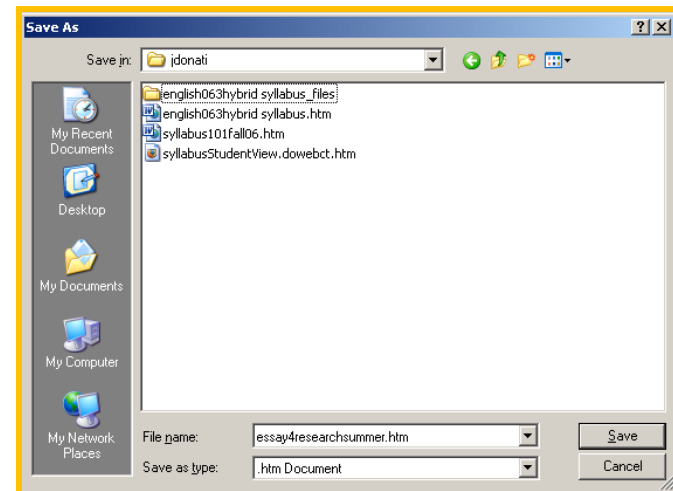 Save As
Save in: jdonati
english063hybrid syllabus_files
english063hybrid syllabus.htm
syllabus101fall06.htm
syllabusStudentView.dowebct.htm
My Recent
Documents
Desktop
My Documents
My Computer
My Network
Places
File name: essay4researchsummer.htm Save
Save as type: .htm Document Cancel